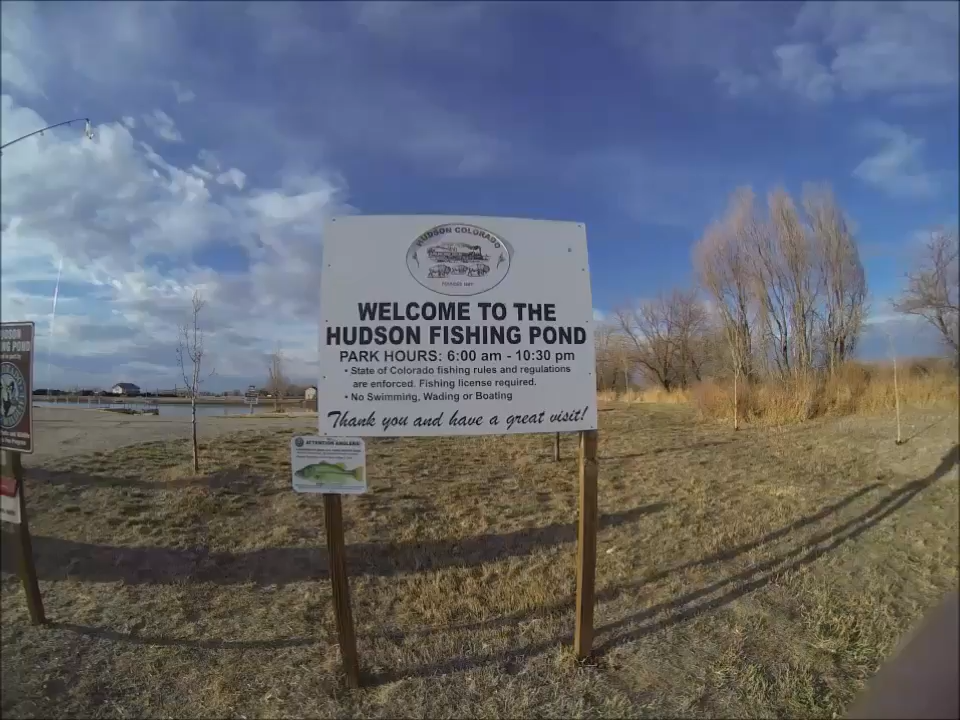 HUDSON COLORADO
WELCOME TO THE
HUDSON FISHING POND
PARK HOURS: 6:00 am - 10:30 pm
• State of Colorado fishing rules and regulations
are enforced. Fishing license required.
• No Swimming, Wading or Boating
Thank you and have a great visit!
ATTENTION ANGLERS!